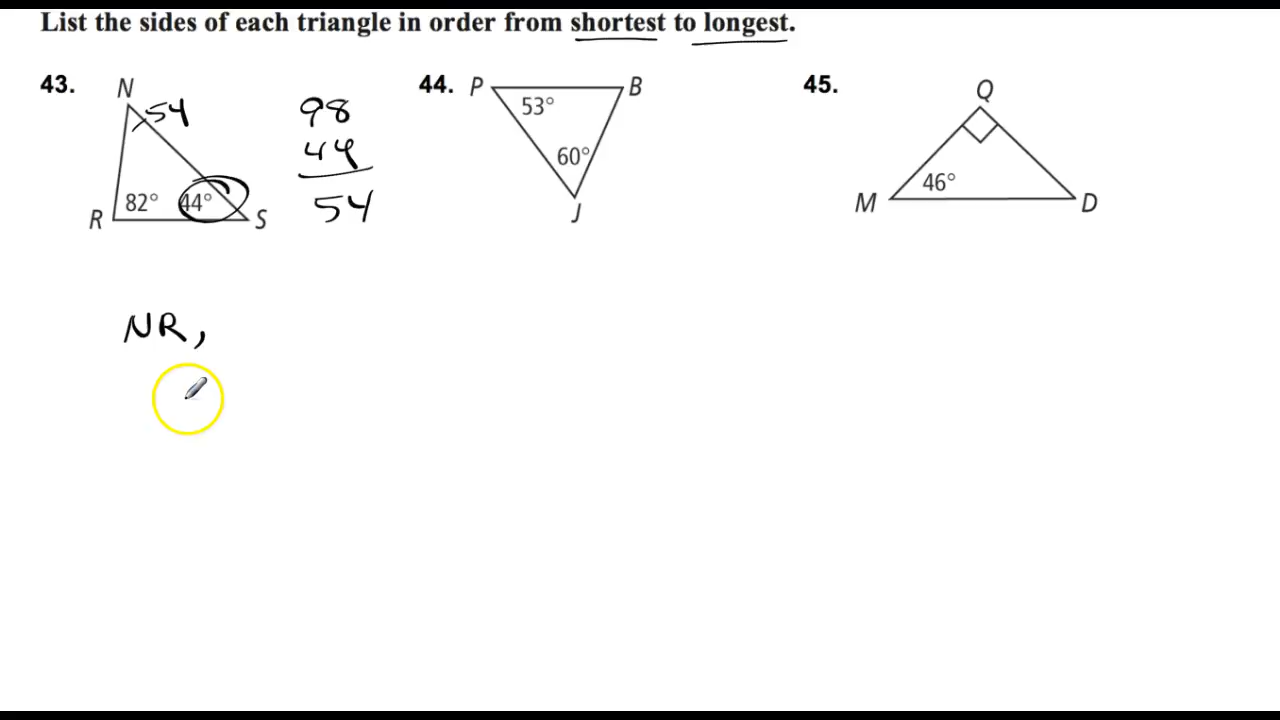 List the sides of each triangle in order from shortest to longest.
43. N 54 82° 44° R S
98
44
54
44. P B 53° 60° J
45. Q 46° M D
NR,